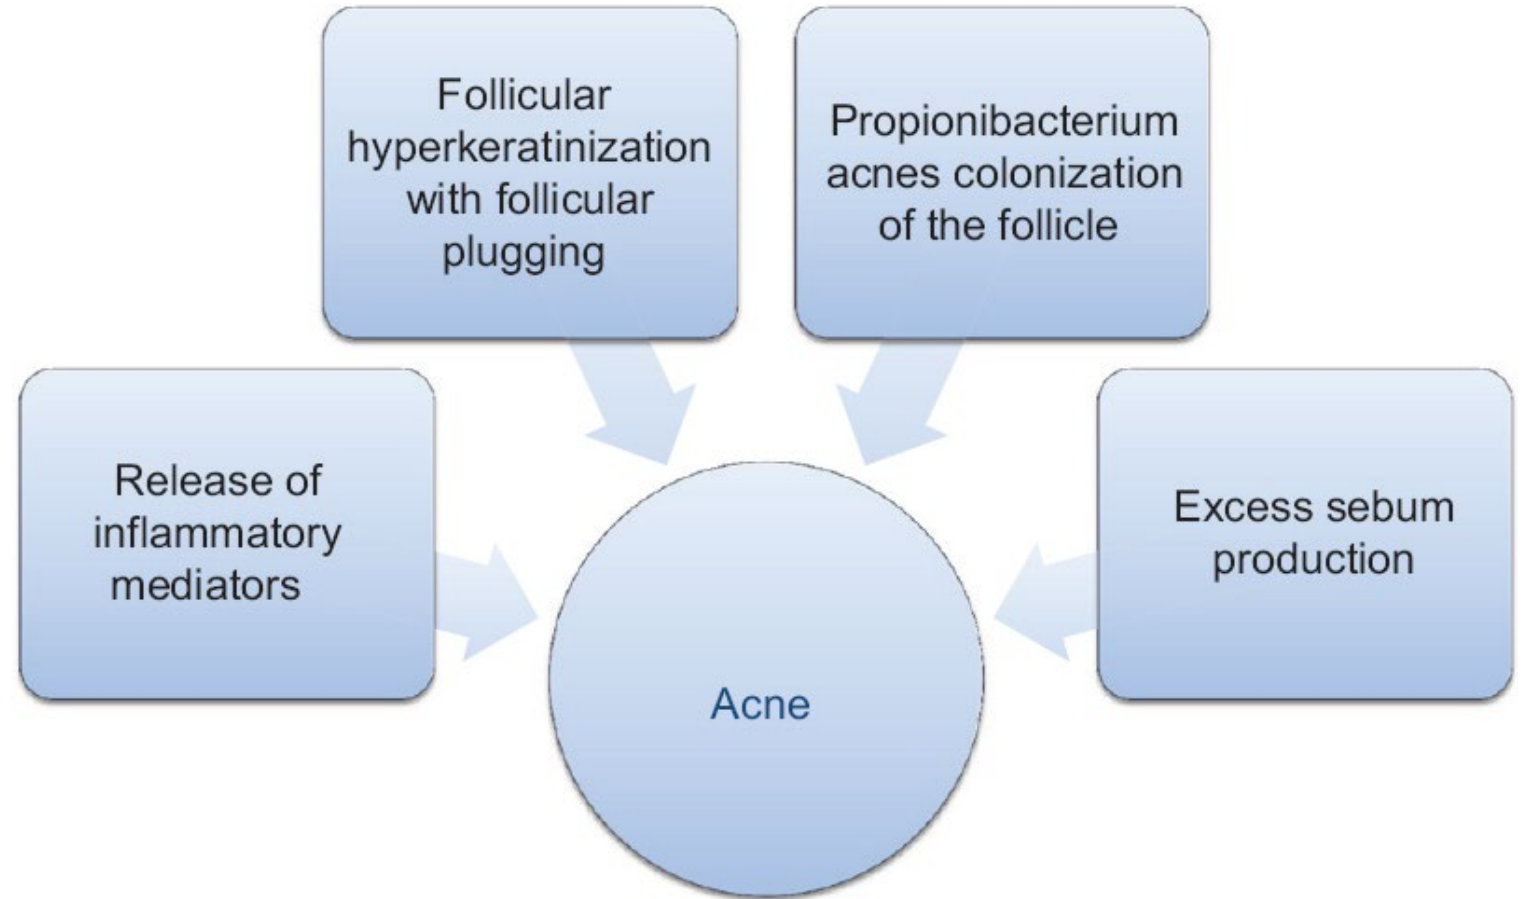 Follicular
hyperkeratinization
with follicular
plugging
Propionibacterium
acnes colonization
of the follicle
Release of
inflammatory
mediators
Excess sebum
production
Acne